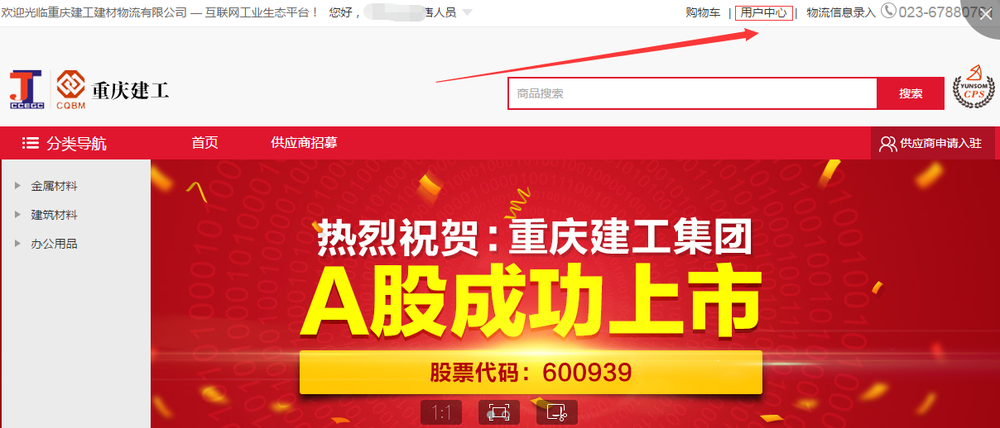 欢迎光临重庆建工建材物流有限公司 — 互联网工业生态平台！ 您好， 售人员 购物车 | 用户中心 | 物流信息录入 023-67880761
JT
CCEGC
CQBM
重庆建工
商品搜索 搜索
YUNSOM
CPS
分类导航 首页 供应商招募 供应商申请入驻
金属材料
建筑材料
办公用品
热烈祝贺：重庆建工集团
A股成功上市
股票代码：600939
1:1